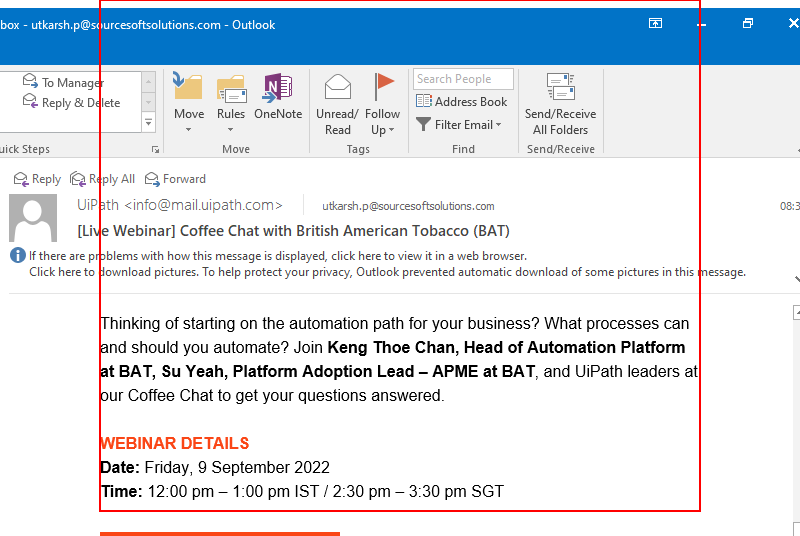 box - utkarsh.p@sourcesoftsolutions.com - Outlook
To Manager
Reply & Delete
Move
Rules
OneNote
Unread/
Read
Follow
Up
Search People
Address Book
Filter Email
Send/Receive
All Folders
uick Steps
Move
Tags
Find
Send/Receive
Reply Reply All Forward
UiPath <info@mail.uipath.com> utkarsh.p@sourcesoftsolutions.com 08:3
[Live Webinar] Coffee Chat with British American Tobacco (BAT)
If there are problems with how this message is displayed, click here to view it in a web browser.
Click here to download pictures. To help protect your privacy, Outlook prevented automatic download of some pictures in this message.
Thinking of starting on the automation path for your business? What processes can
and should you automate? Join Keng Thoe Chan, Head of Automation Platform
at BAT, Su Yeah, Platform Adoption Lead – APME at BAT, and UiPath leaders at
our Coffee Chat to get your questions answered.
WEBINAR DETAILS
Date: Friday, 9 September 2022
Time: 12:00 pm – 1:00 pm IST / 2:30 pm – 3:30 pm SGT